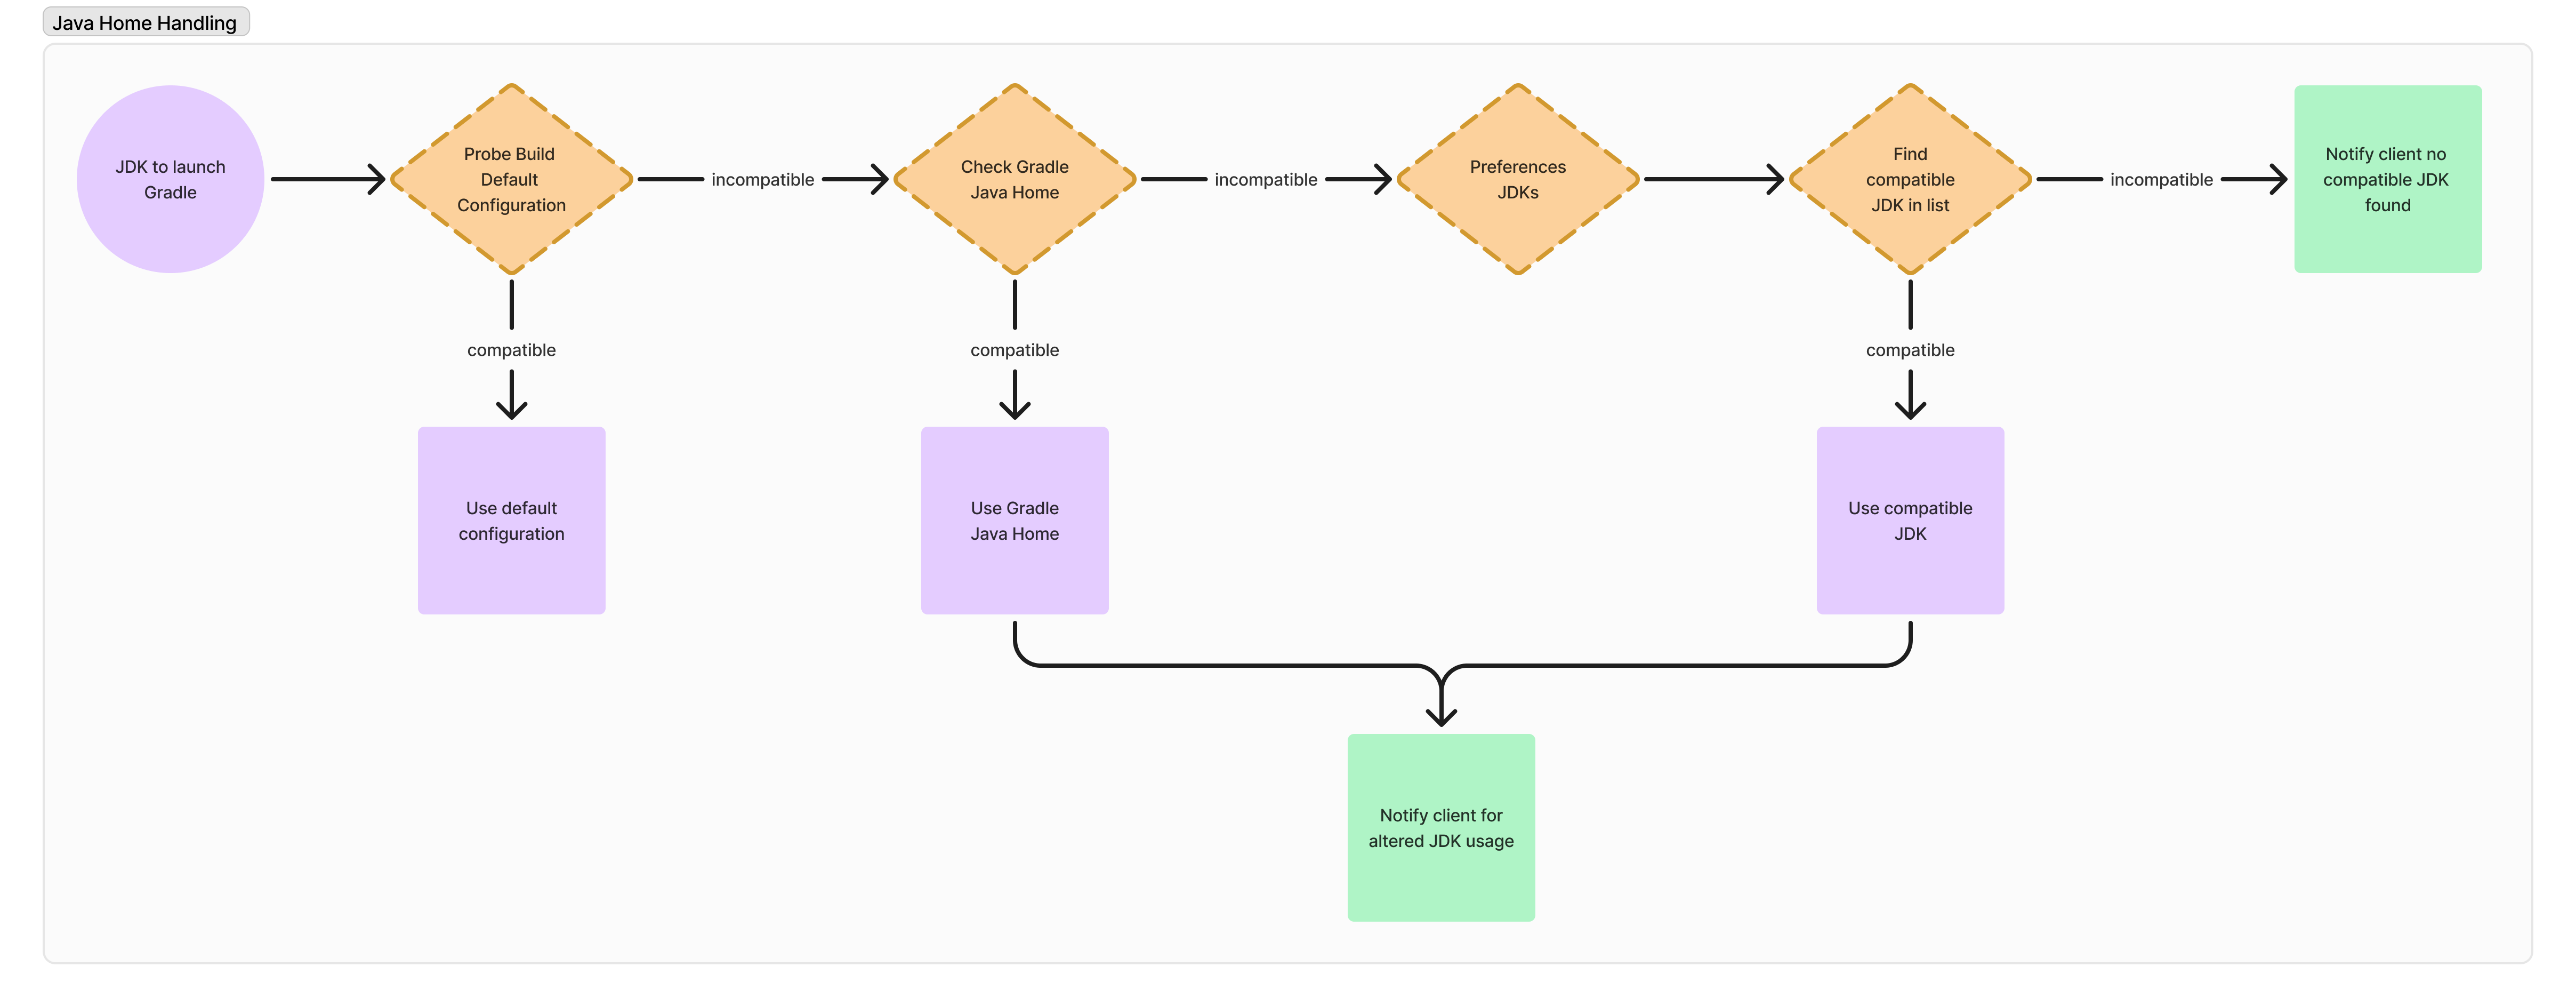 Java Home Handling
JDK to launch
Gradle
Probe Build
Default
Configuration
incompatible
Check Gradle
Java Home
incompatible
Preferences
JDKs
Find
compatible
JDK in list
incompatible
Notify client no
compatible JDK
found
compatible
compatible
compatible
Use default
configuration
Use Gradle
Java Home
Use compatible
JDK
Notify client for
altered JDK usage